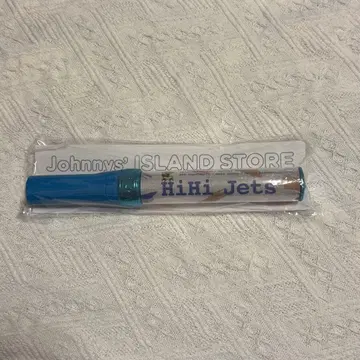 Johnnys' ISLAND STORE
HiHi Jets